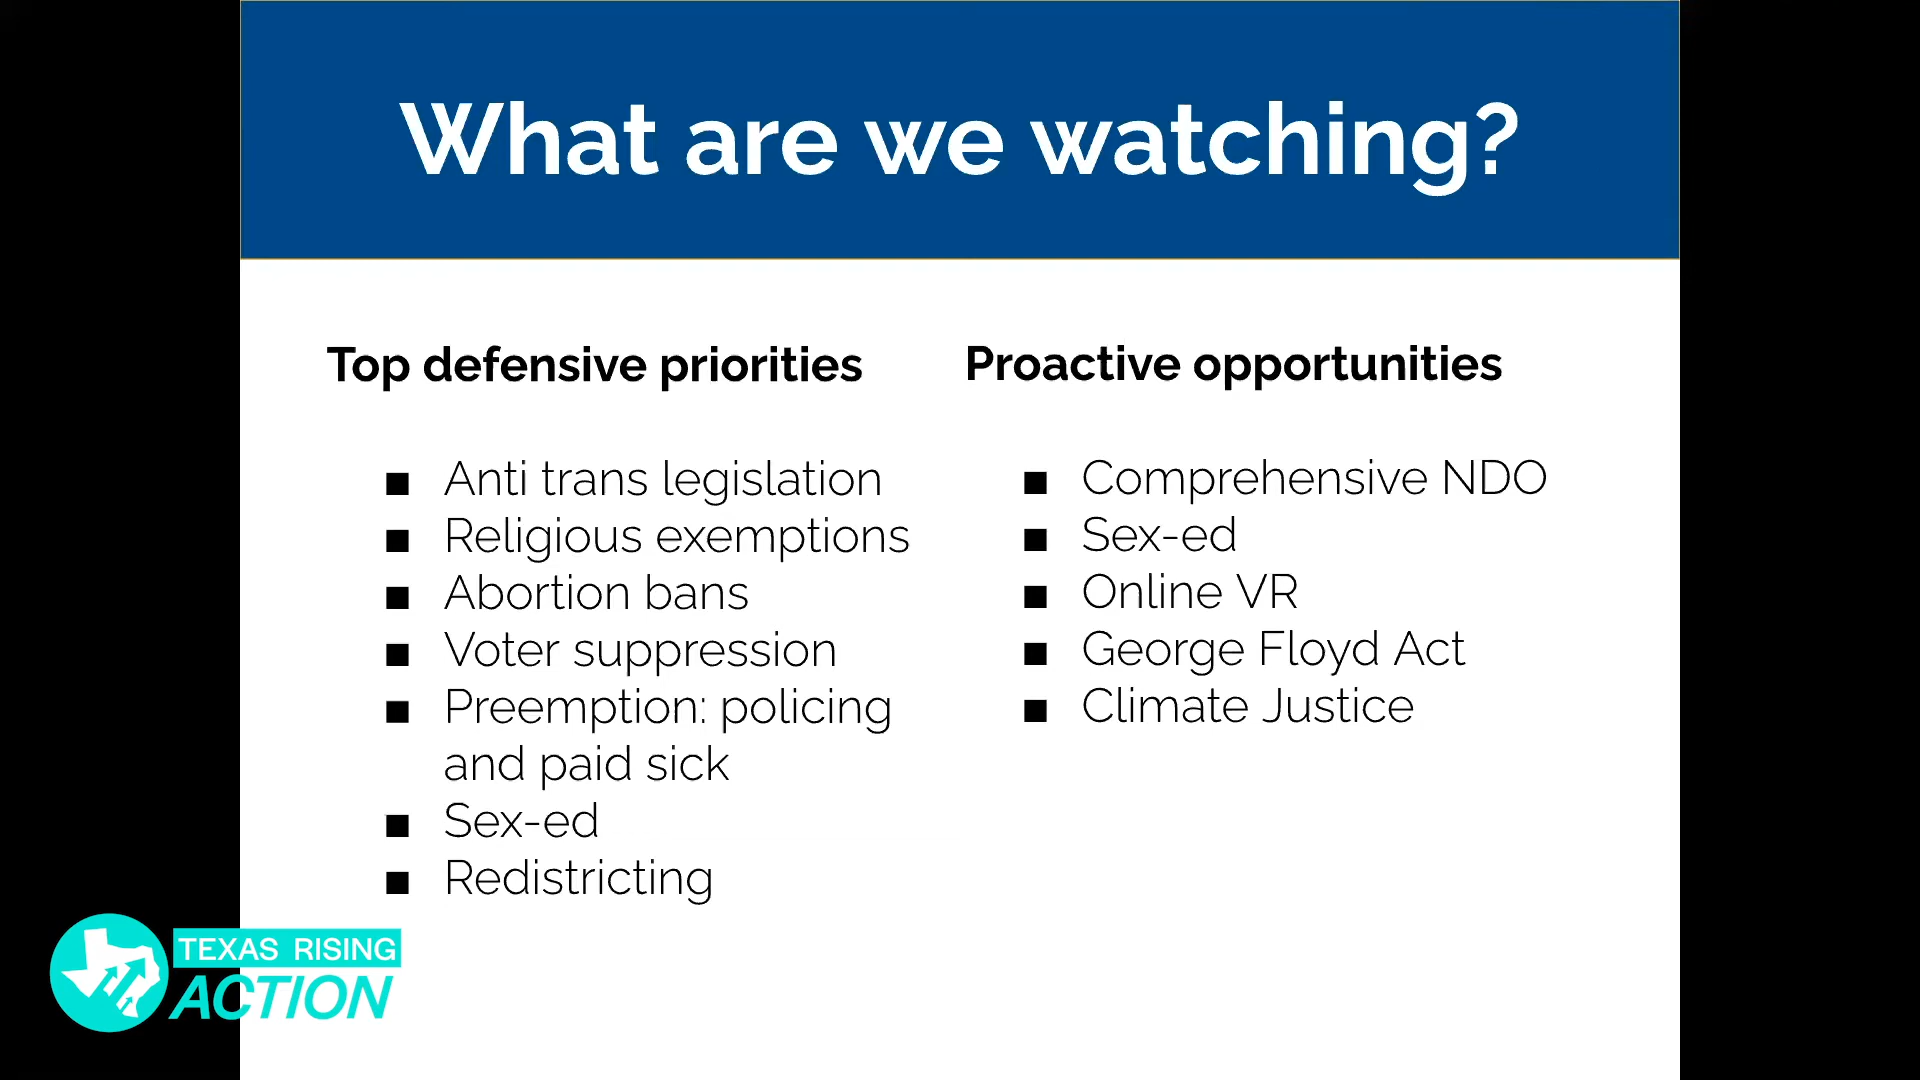 What are we watching?
Top defensive priorities
■ Anti trans legislation
■ Religious exemptions
■ Abortion bans
■ Voter suppression
■ Preemption: policing
and paid sick
■ Sex-ed
■ Redistricting
Proactive opportunities
■ Comprehensive NDO
■ Sex-ed
■ Online VR
■ George Floyd Act
■ Climate Justice
TEXAS RISING
ACTION